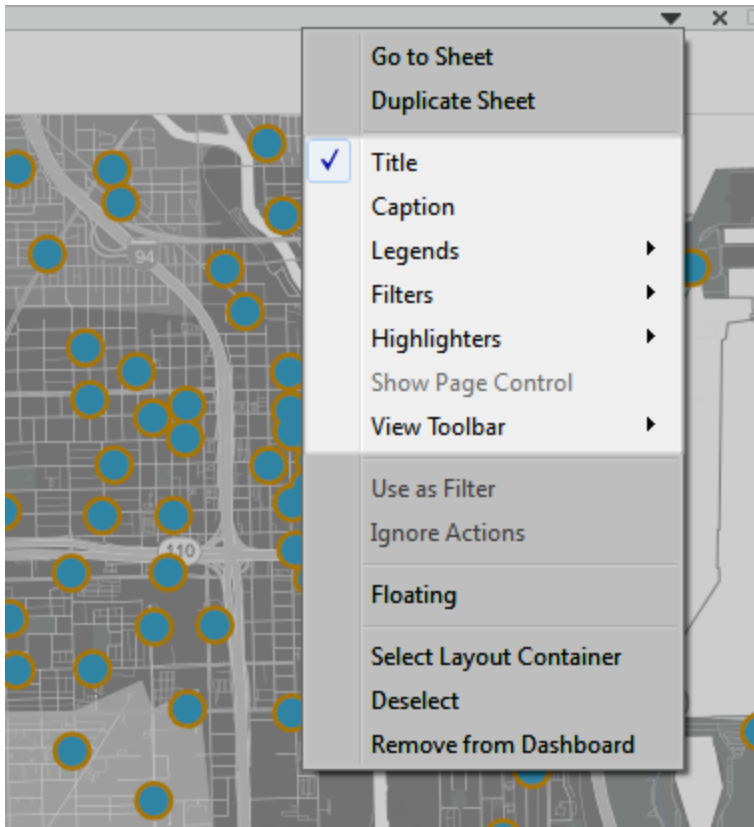 Go to Sheet
Duplicate Sheet
Title
Caption
Legends
Filters
Highlighters
Show Page Control
View Toolbar
Use as Filter
Ignore Actions
Floating
Select Layout Container
Deselect
Remove from Dashboard
94
110